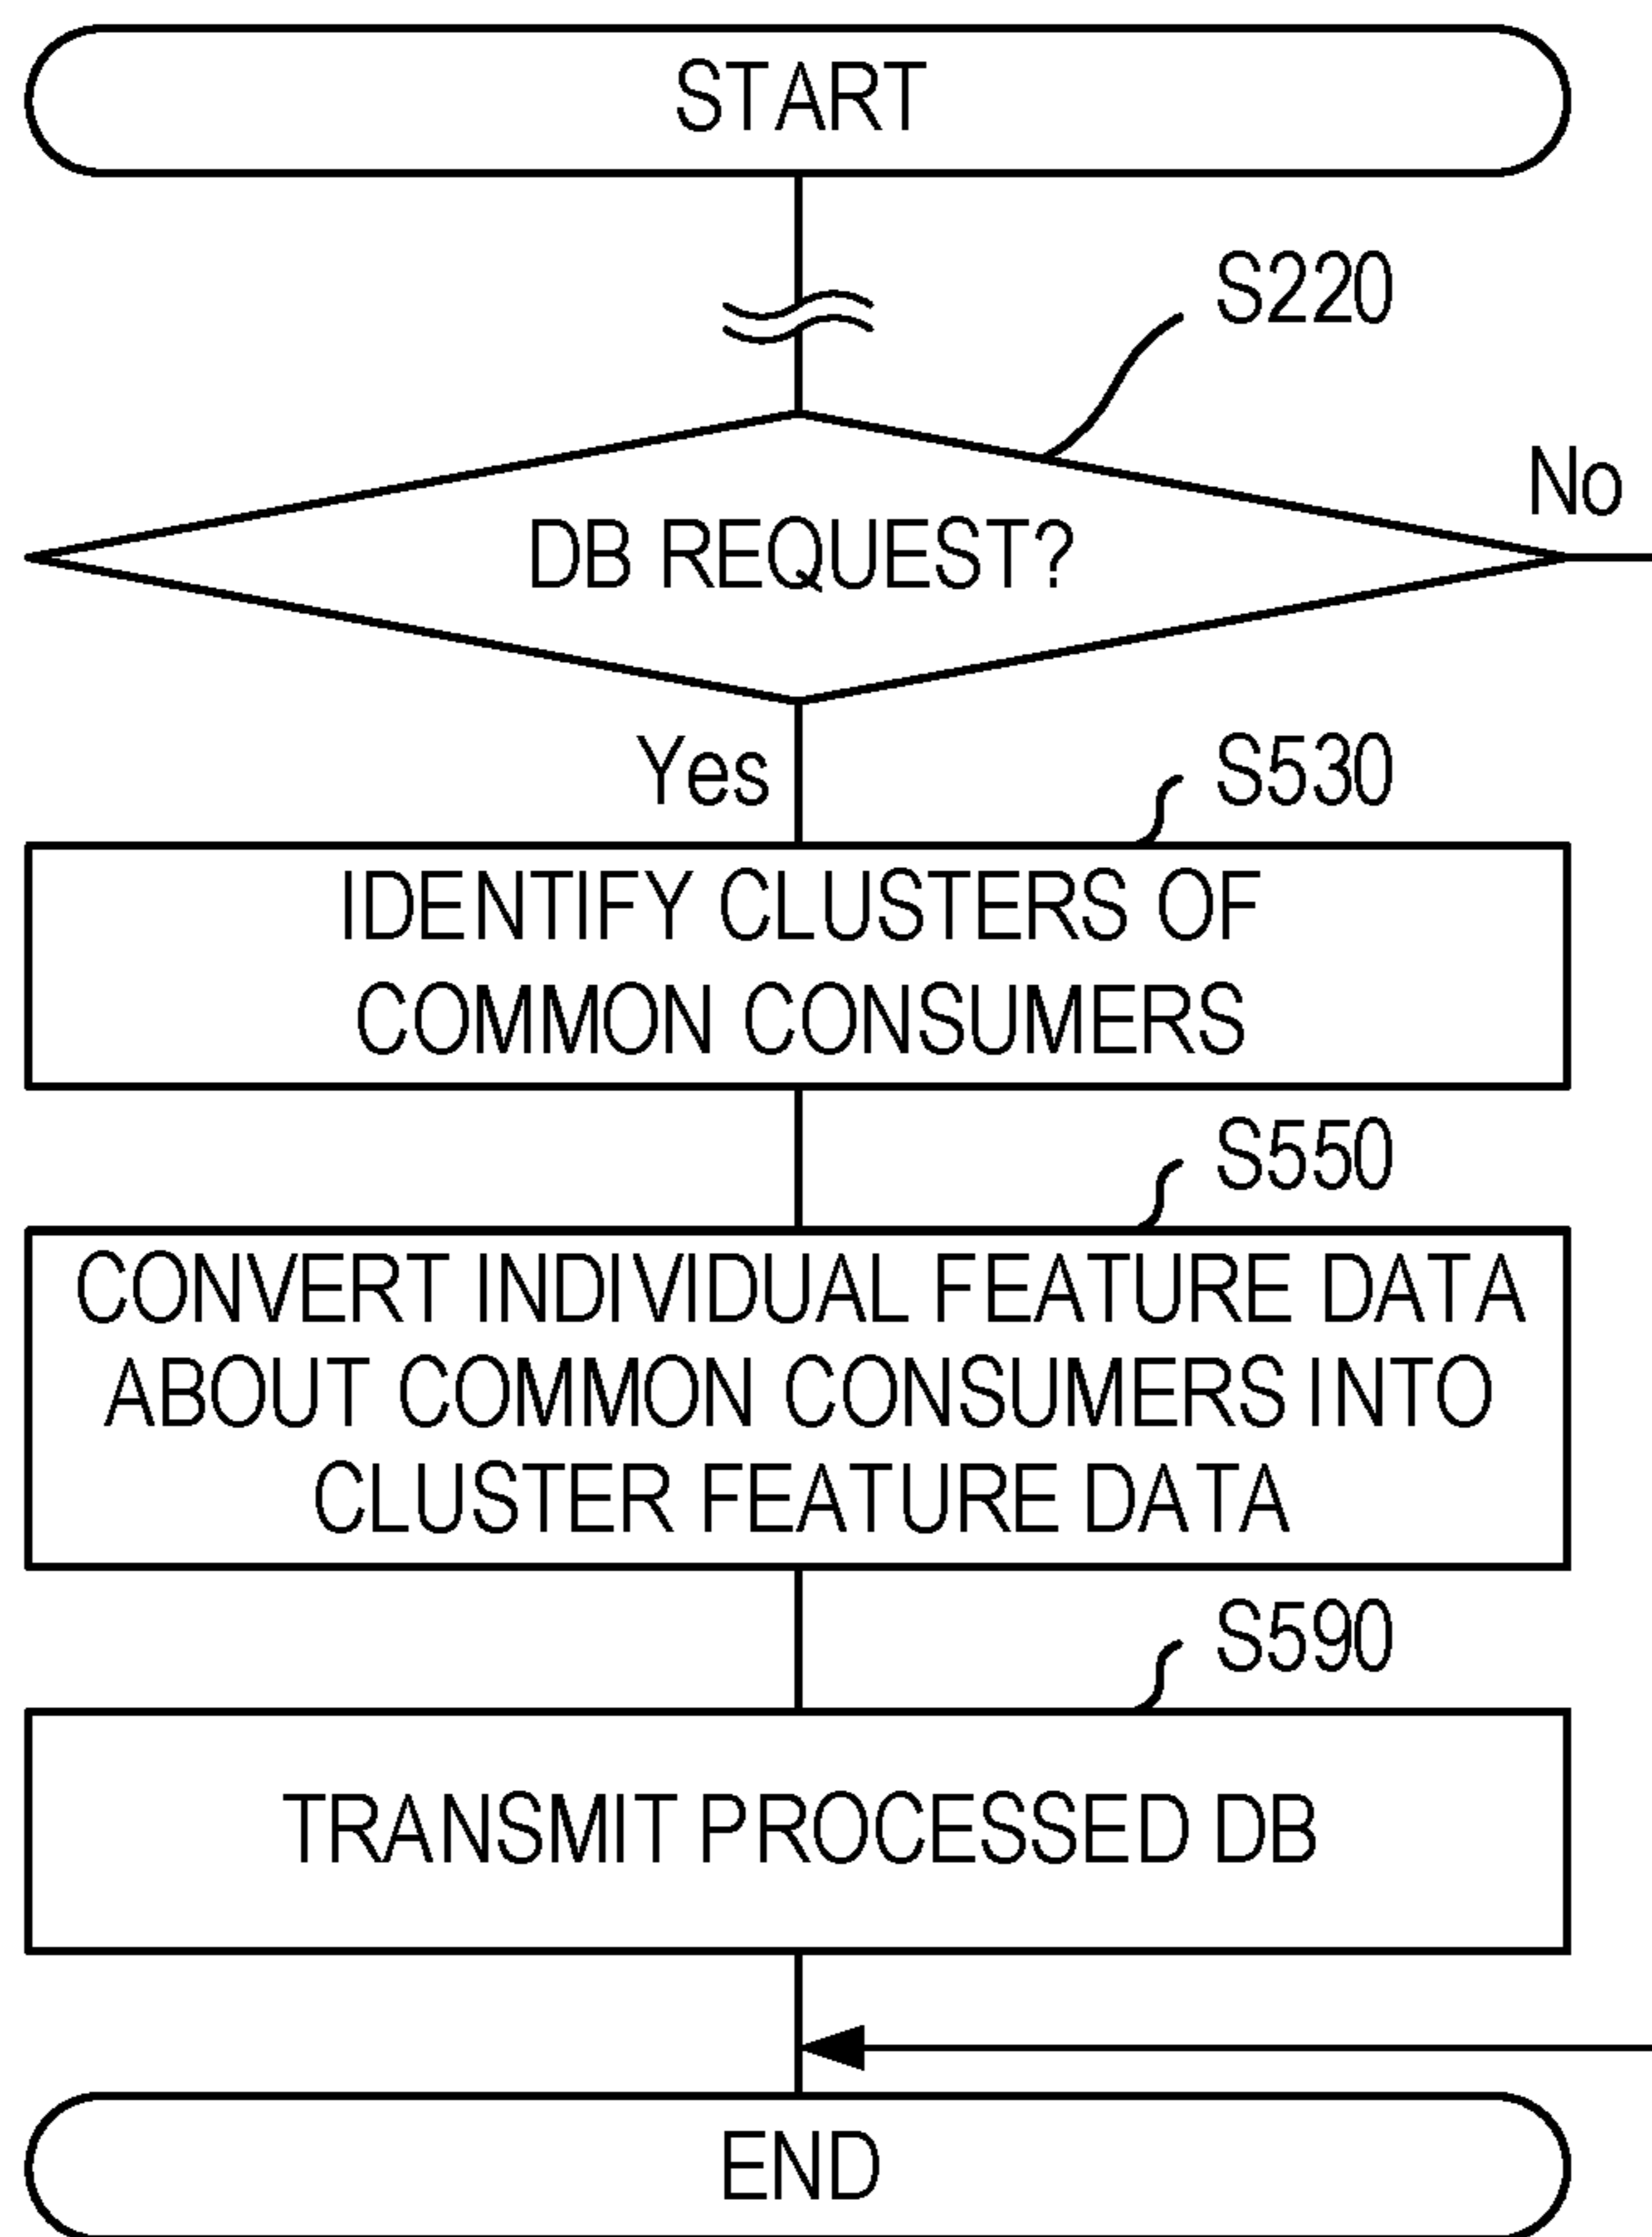 START
S220
No
DB REQUEST?
Yes
S530
IDENTIFY CLUSTERS OF
COMMON CONSUMERS
S550
CONVERT INDIVIDUAL FEATURE DATA
ABOUT COMMON CONSUMERS INTO
CLUSTER FEATURE DATA
S590
TRANSMIT PROCESSED DB
END